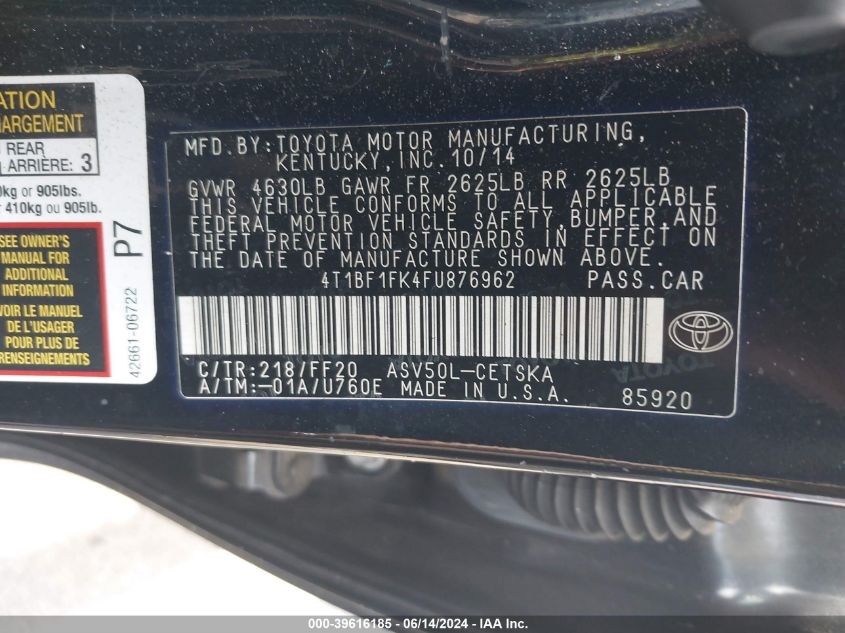 ATION
ARGEMENT
REAR
ARRIÈRE: 3
0kg or 905lbs.
410kg ou 905lb.
SEE OWNER'S
MANUAL FOR
ADDITIONAL
INFORMATION
VOIR LE MANUEL
DE L'USAGER
POUR PLUS DE
RENSEIGNEMENTS
P7
42661-06722
MFD. BY: TOYOTA MOTOR MANUFACTURING,
KENTUCKY, INC. 10/14
GVWR 4630LB GAWR FR 2625LB RR 2625LB
THIS VEHICLE CONFORMS TO ALL APPLICABLE
FEDERAL MOTOR VEHICLE SAFETY, BUMPER, AND
THEFT PREVENTION STANDARDS IN EFFECT ON
THE DATE OF MANUFACTURE SHOWN ABOVE.
4T1BF1FK4FU876962 PASS. CAR
C/TR: 218/FF20 ASV50L-CETSKA
A/TM: -01A/U760E MADE IN U.S.A.
85920
000-39616185 - 06/14/2024 - IAAI.com